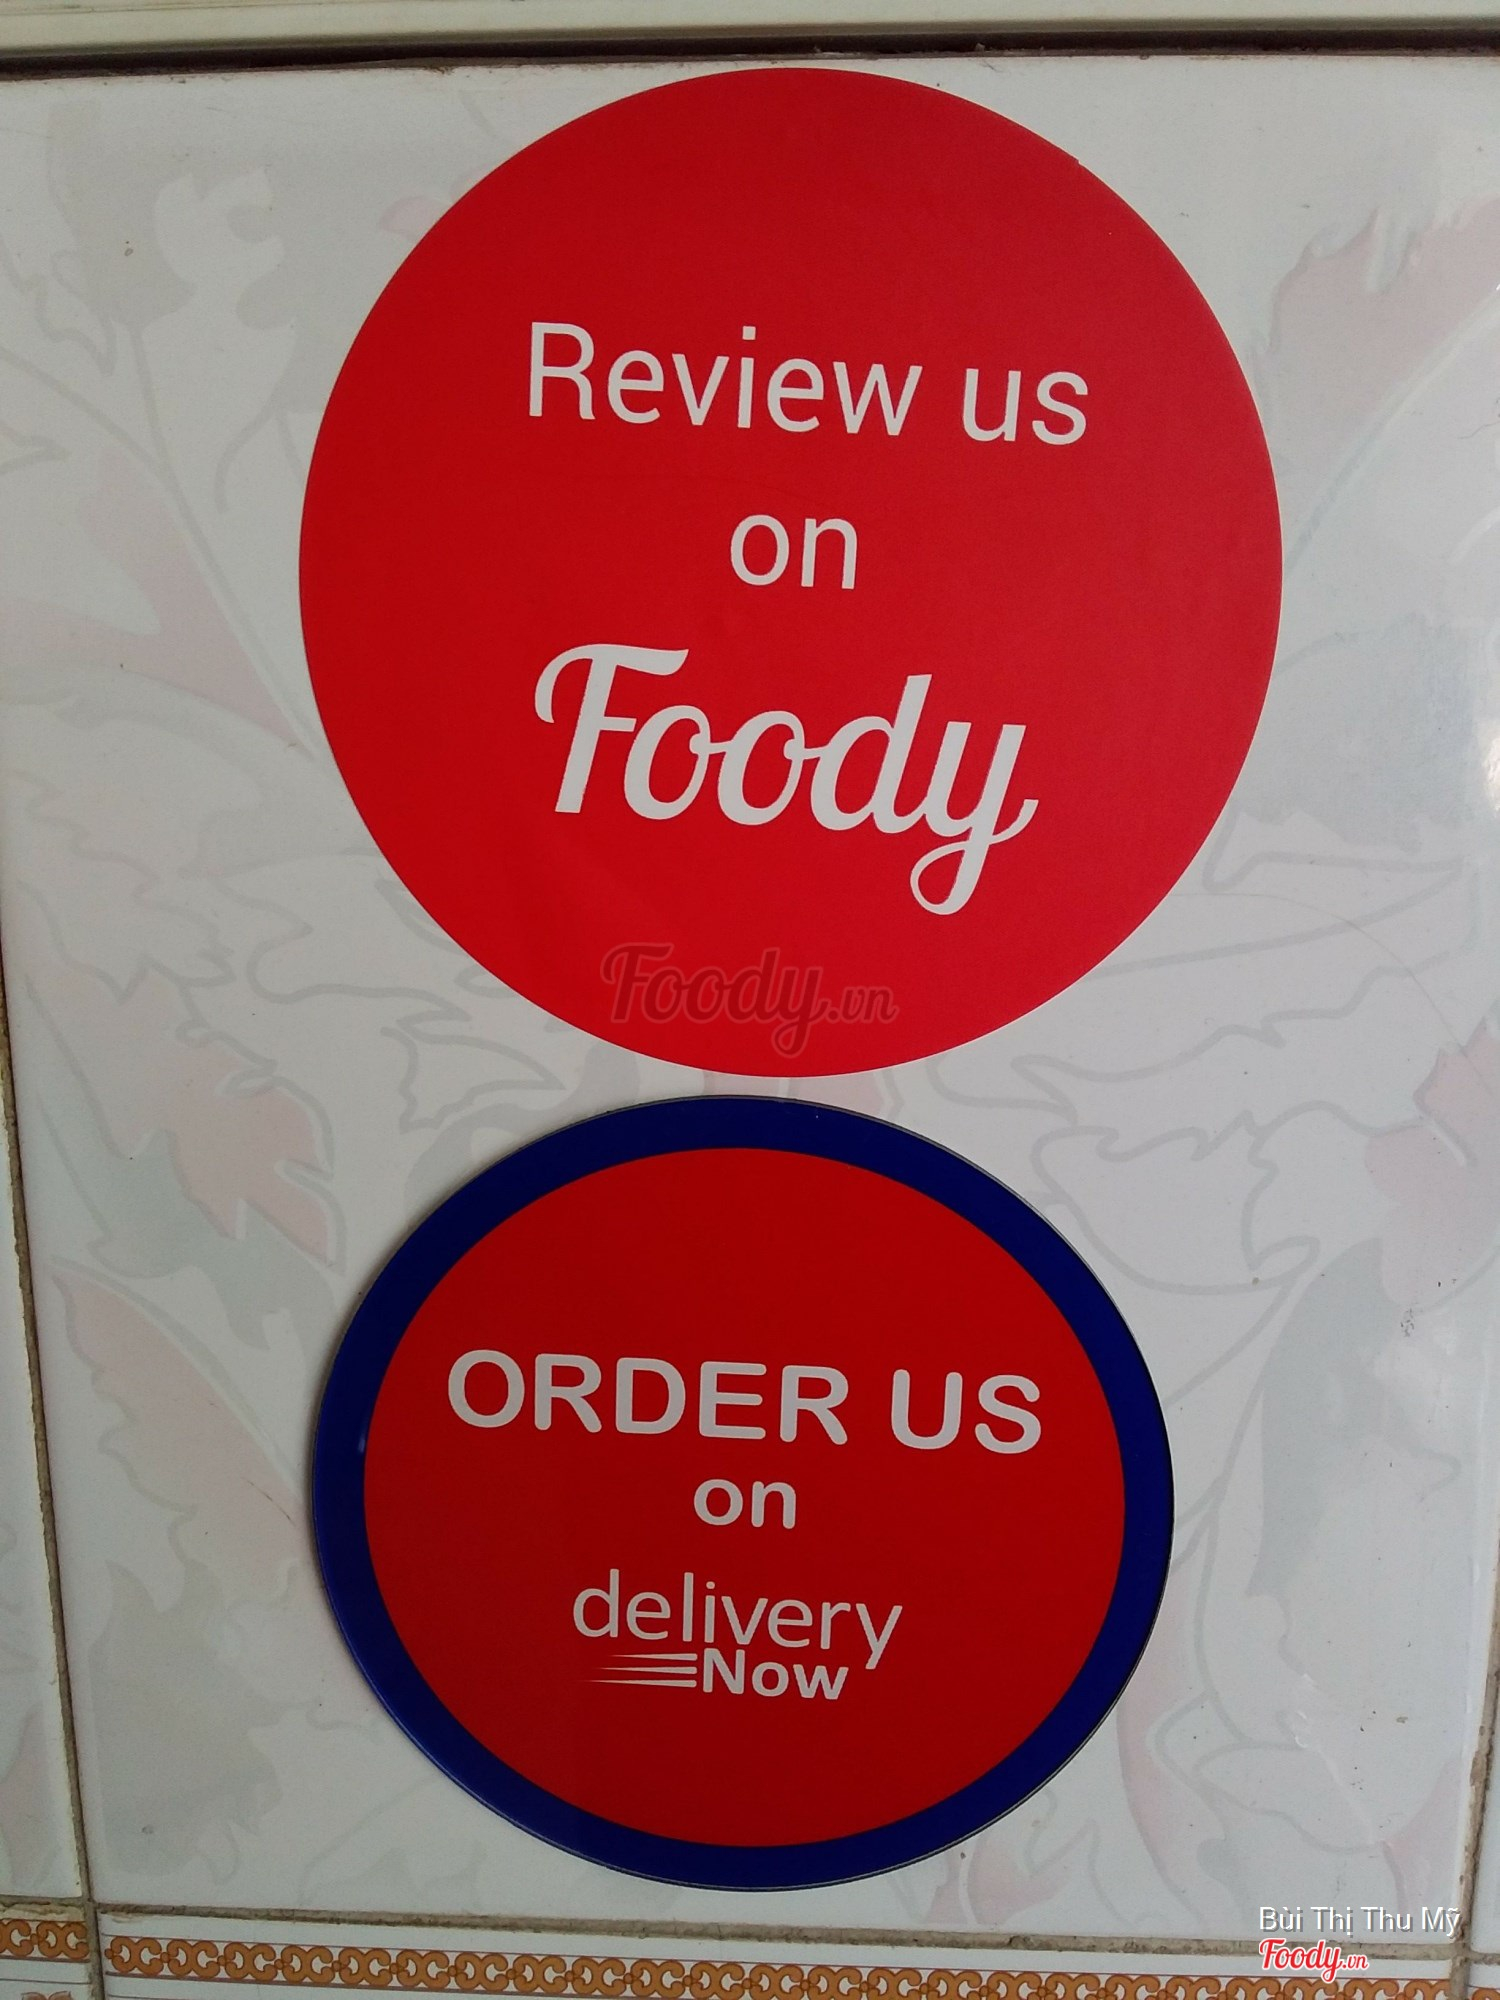 Review us
on
Foody
Foody.vn
ORDER US
on
delivery
Now
Bùi Thị Thu Mỹ
Foody.vn